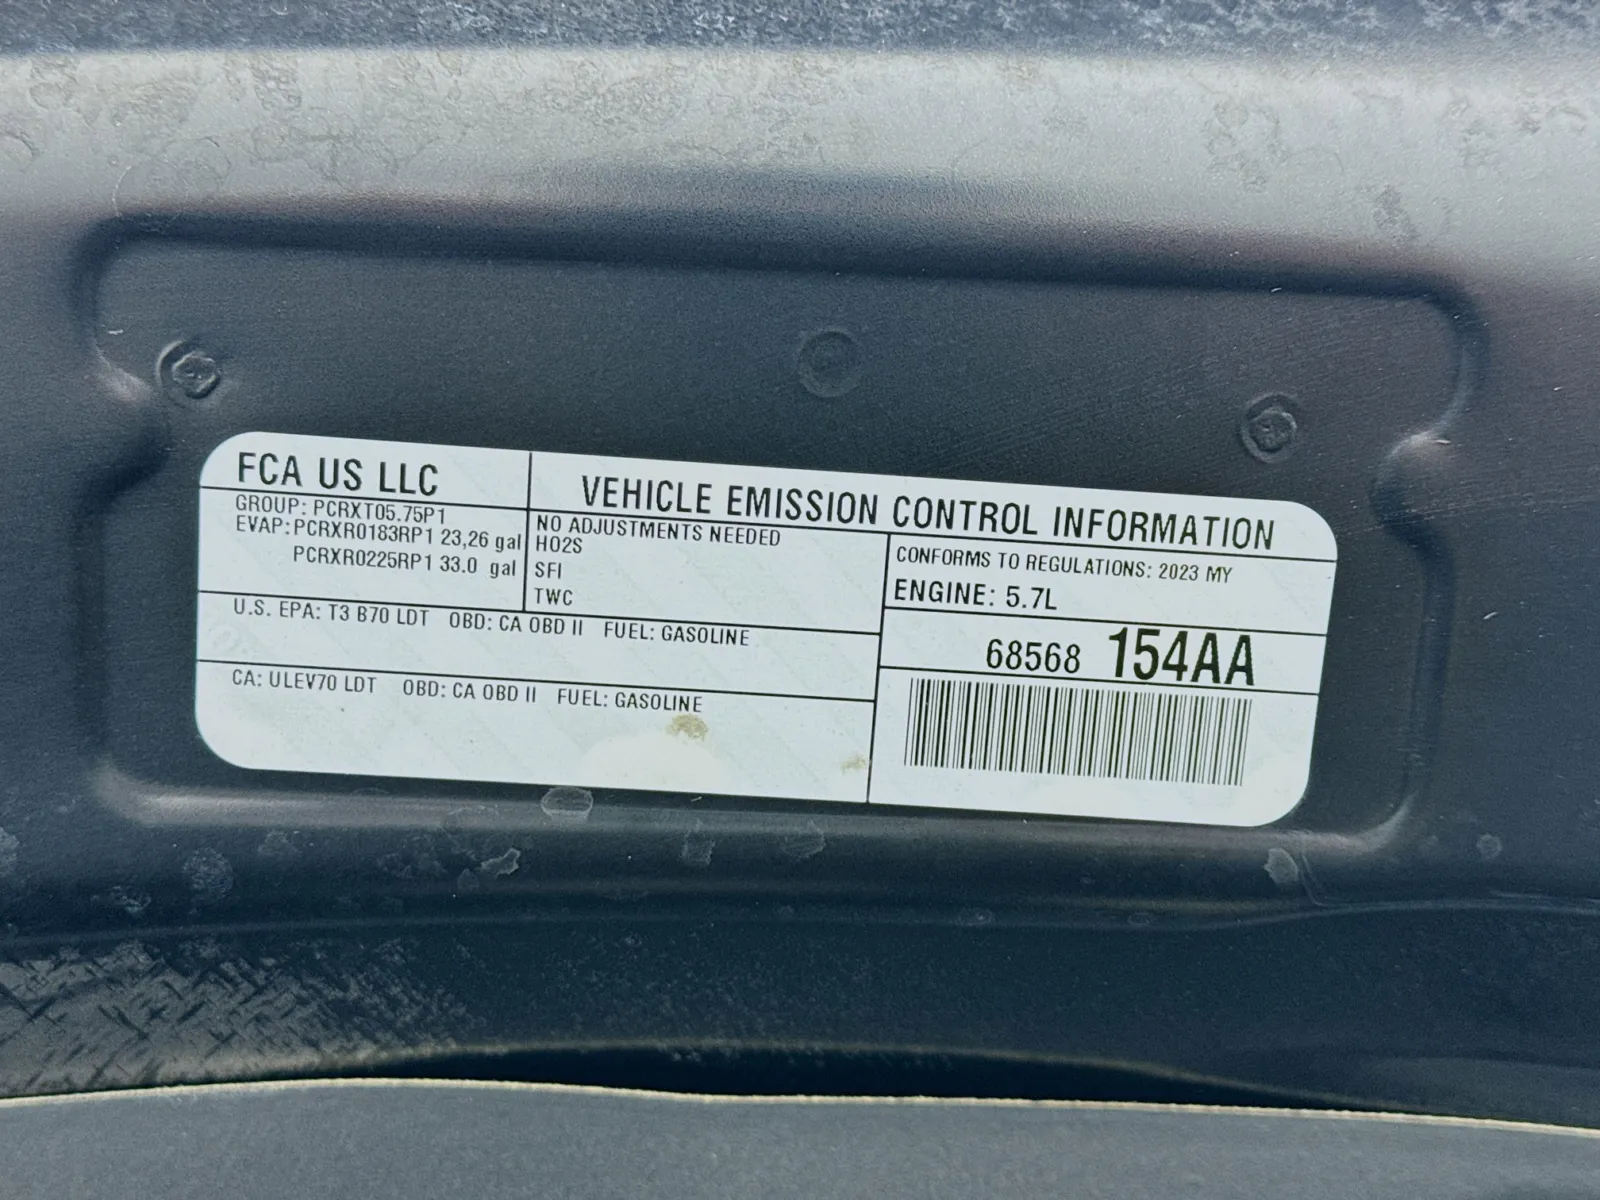 FCA US LLC
VEHICLE EMISSION CONTROL INFORMATION
GROUP: PCRXT05.75P1
EVAP: PCRXR0183RP1 23,26 gal
PCRXR0225RP1 33.0 gal
NO ADJUSTMENTS NEEDED
HO2S
SFI
TWC
CONFORMS TO REGULATIONS: 2023 MY
ENGINE: 5.7L
U.S. EPA: T3 B70 LDT OBD: CA OBD II FUEL: GASOLINE
68568 154AA
CA: ULEV70 LDT OBD: CA OBD II FUEL: GASOLINE